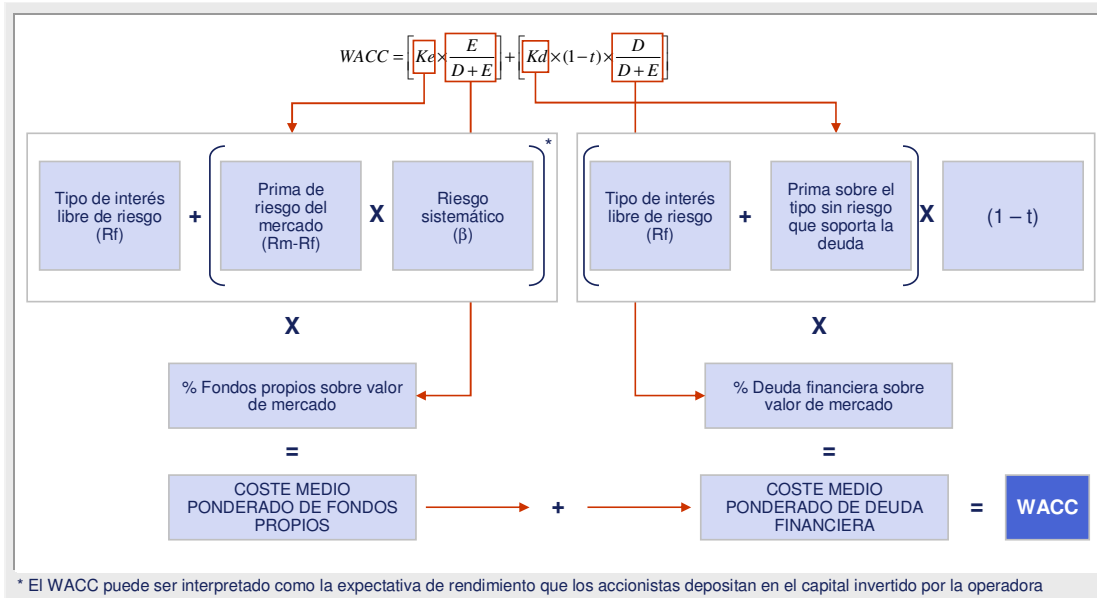 WACC = [Ke × E/(D+E)] + [Kd × (1−t) × D/(D+E)]
*
Tipo de interés
libre de riesgo
(Rf)
+
Prima de
riesgo del
mercado
(Rm-Rf)
X
Riesgo
sistemático
(β)
Tipo de interés
libre de riesgo
(Rf)
+
Prima sobre el
tipo sin riesgo
que soporta la
deuda
X
(1 – t)
X
X
% Fondos propios sobre valor
de mercado
% Deuda financiera sobre
valor de mercado
=
=
COSTE MEDIO
PONDERADO DE FONDOS
PROPIOS
+
COSTE MEDIO
PONDERADO DE DEUDA
FINANCIERA
=
WACC
* El WACC puede ser interpretado como la expectativa de rendimiento que los accionistas depositan en el capital invertido por la operadora